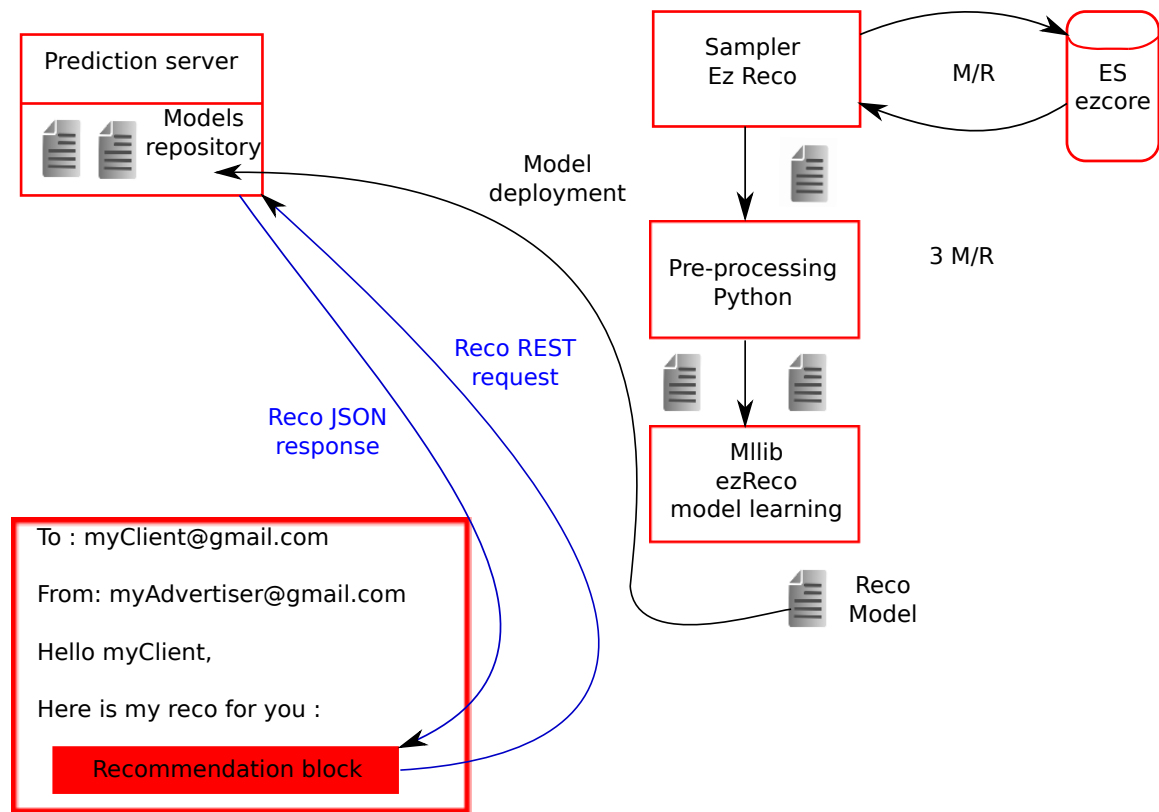 Prediction server
Models
repository
Sampler
Ez Reco
M/R
ES
ezcore
Model
deployment
Pre-processing
Python
3 M/R
Reco REST
request
Reco JSON
response
Mllib
ezReco
model learning
Reco
Model
To : myClient@gmail.com
From: myAdvertiser@gmail.com
Hello myClient,
Here is my reco for you :
Recommendation block